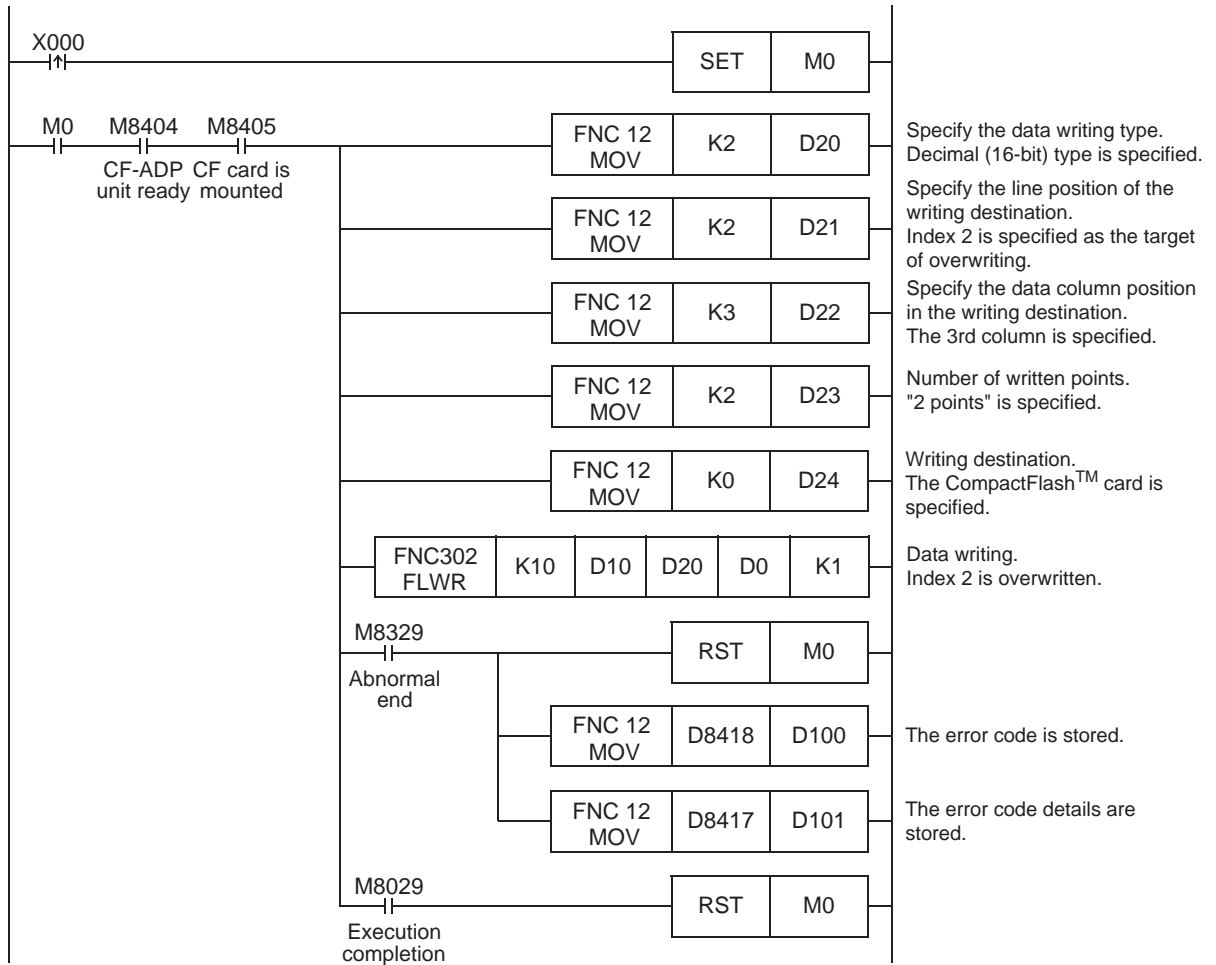 X000
SET M0
M0 M8404 M8405
CF-ADP CF card is
unit ready mounted
FNC 12
MOV K2 D20
Specify the data writing type.
Decimal (16-bit) type is specified.
FNC 12
MOV K2 D21
Specify the line position of the
writing destination.
Index 2 is specified as the target
of overwriting.
FNC 12
MOV K3 D22
Specify the data column position
in the writing destination.
The 3rd column is specified.
FNC 12
MOV K2 D23
Number of written points.
"2 points" is specified.
FNC 12
MOV K0 D24
Writing destination.
The CompactFlashTM card is
specified.
FNC302
FLWR K10 D10 D20 D0 K1
Data writing.
Index 2 is overwritten.
M8329
Abnormal
end
RST M0
FNC 12
MOV D8418 D100
The error code is stored.
FNC 12
MOV D8417 D101
The error code details are
stored.
M8029
Execution
completion
RST M0